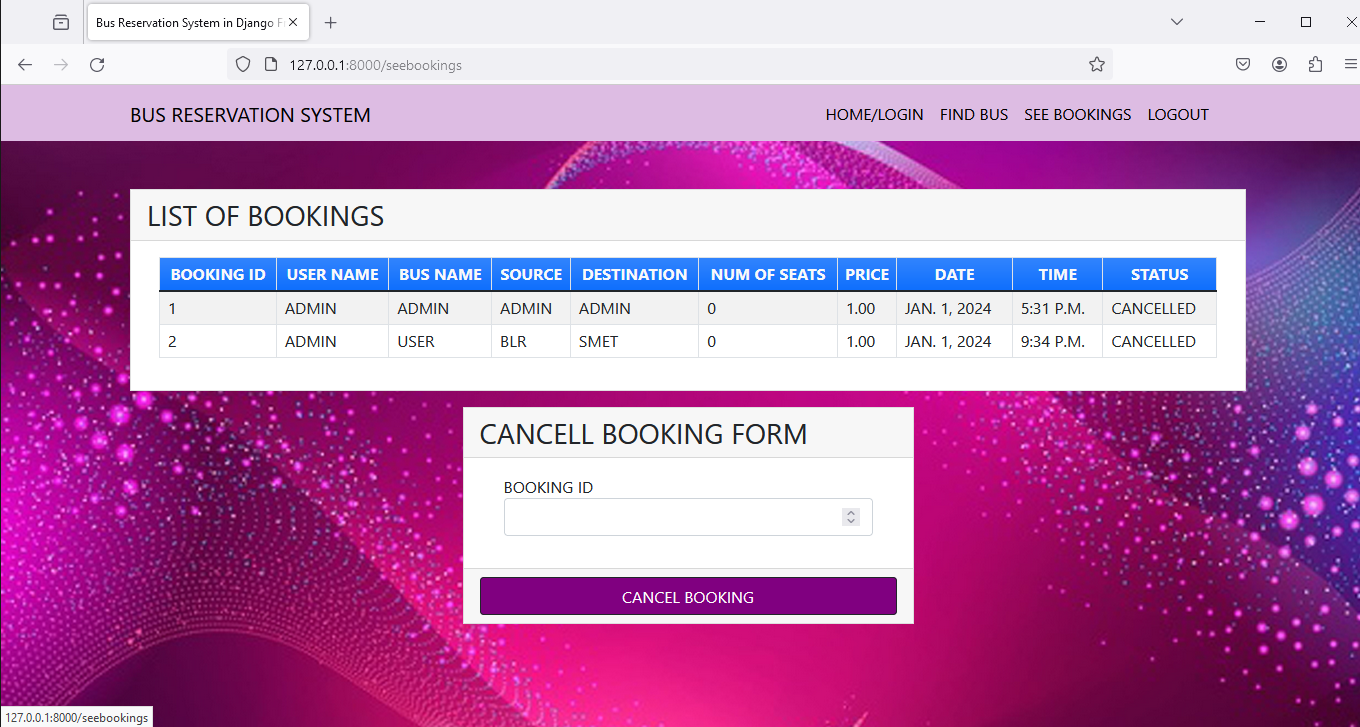 Bus Reservation System in Django
127.0.0.1:8000/seebookings
BUS RESERVATION SYSTEM HOME/LOGIN FIND BUS SEE BOOKINGS LOGOUT
LIST OF BOOKINGS
BOOKING ID USER NAME BUS NAME SOURCE DESTINATION NUM OF SEATS PRICE DATE TIME STATUS
1 ADMIN ADMIN ADMIN ADMIN 0 1.00 JAN. 1, 2024 5:31 P.M. CANCELLED
2 ADMIN USER BLR SMET 0 1.00 JAN. 1, 2024 9:34 P.M. CANCELLED
CANCELL BOOKING FORM
BOOKING ID
CANCEL BOOKING
127.0.0.1:8000/seebookings